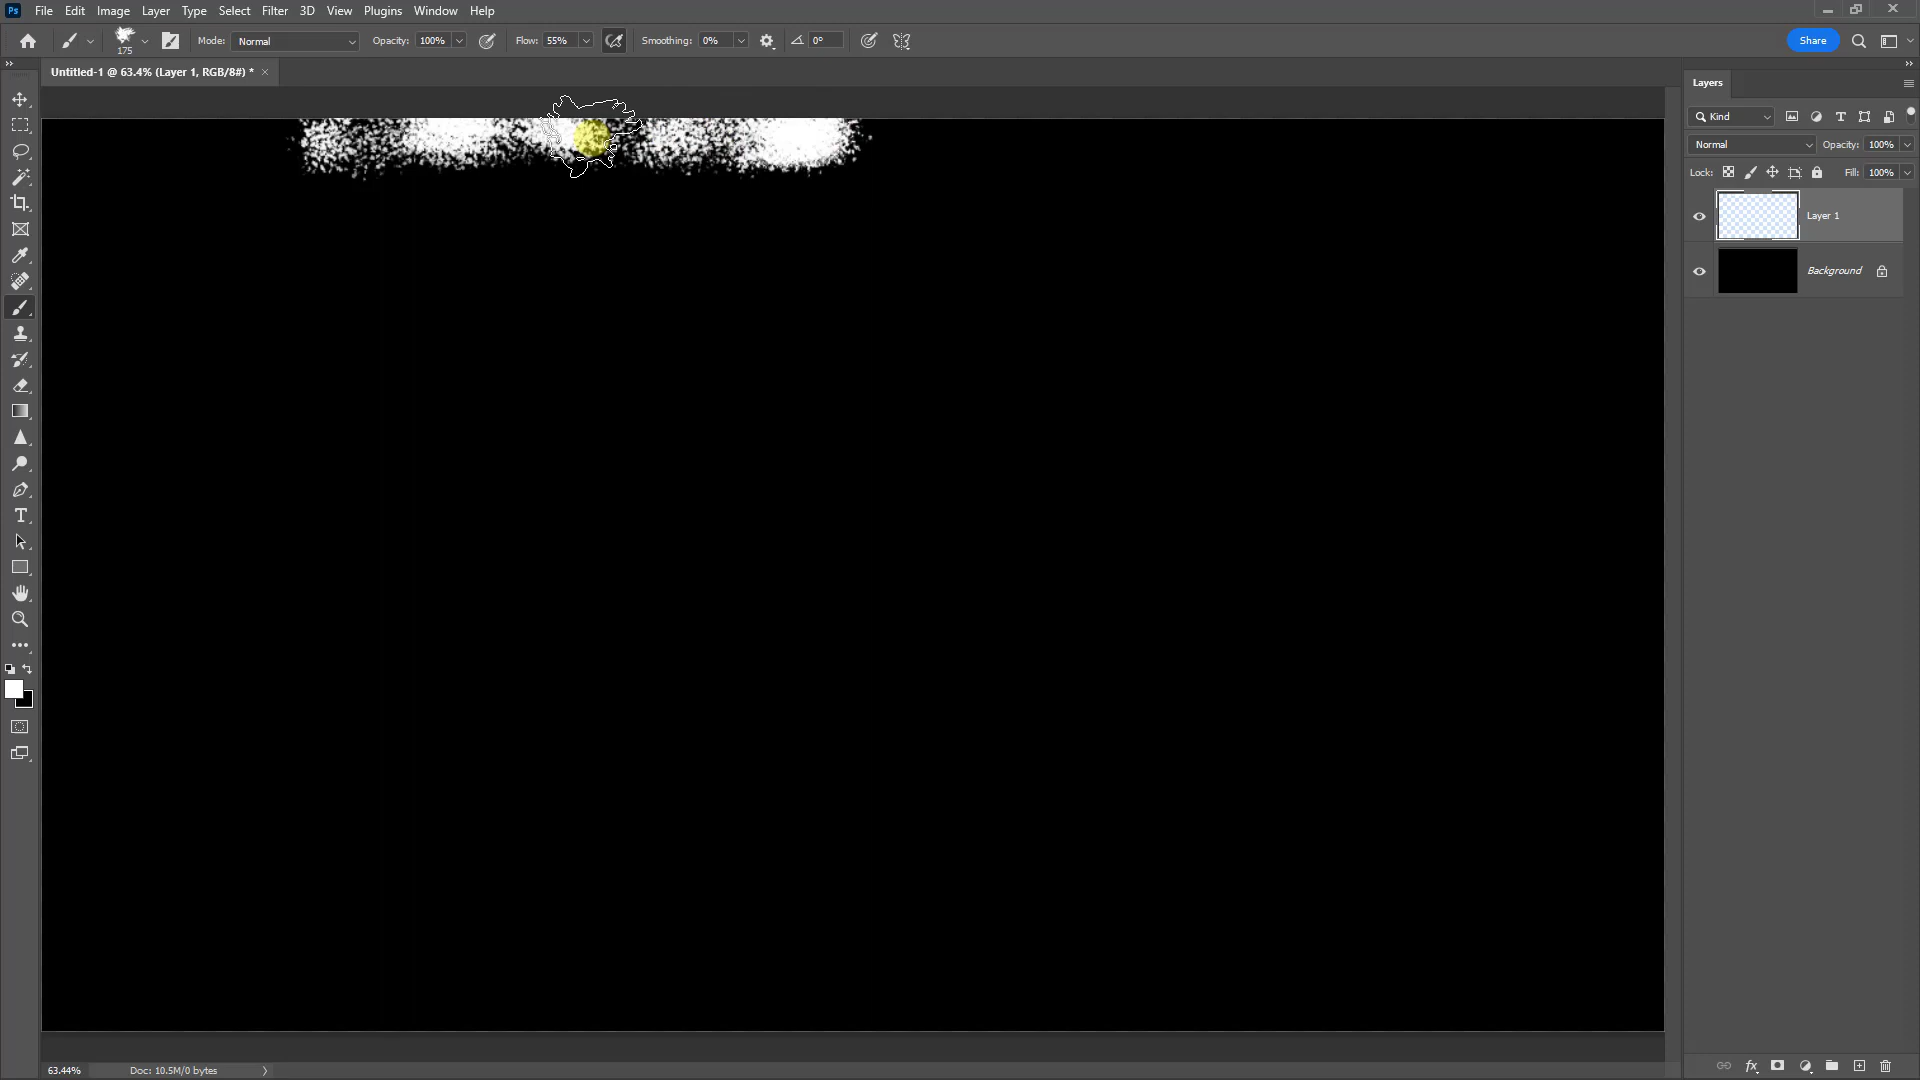 Ps File Edit Image Layer Type Select Filter 3D View Plugins Window Help
175 Mode: Normal Opacity: 100% Flow: 55% Smoothing: 0% 0° Share
Untitled-1 @ 63.4% (Layer 1, RGB/8#) * ×
Layers
Kind
Normal Opacity: 100%
Lock: Fill: 100%
Layer 1
Background
63.44% Doc: 10.5M/0 bytes